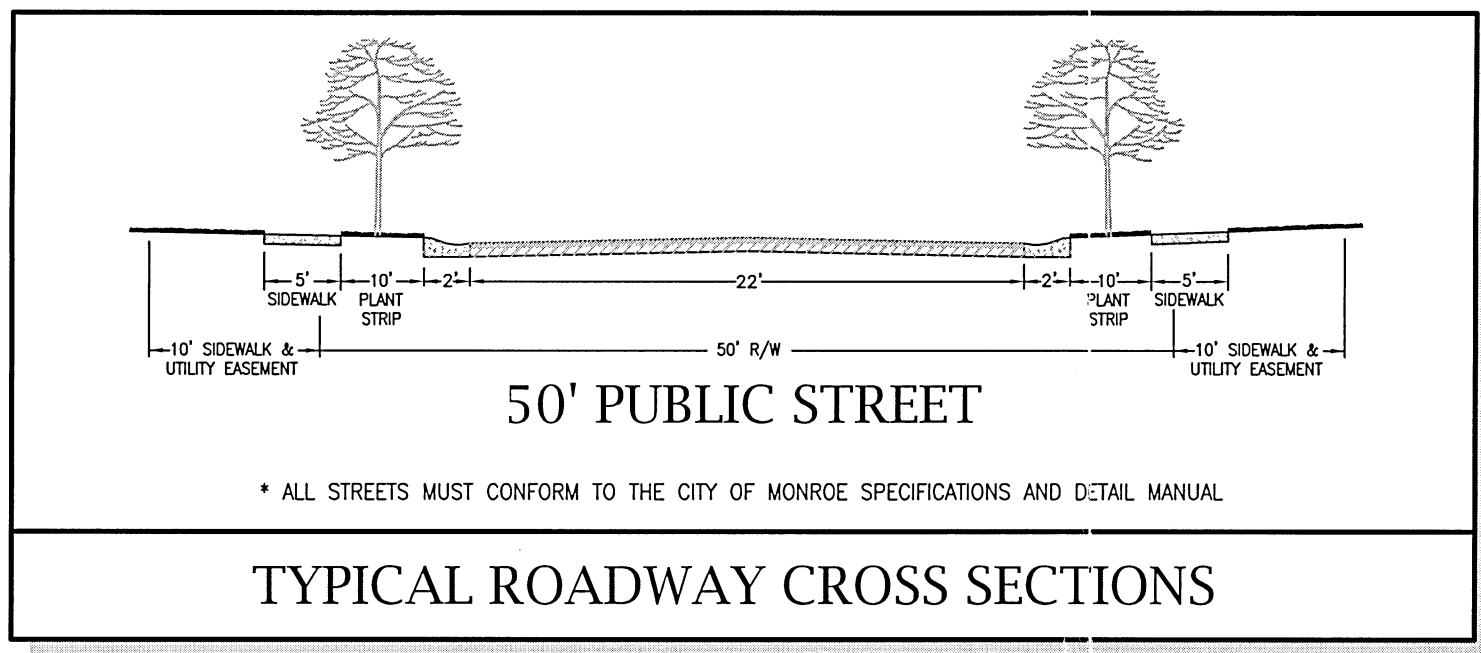 5' 10' 2' 22' 2' 10' 5'
SIDEWALK PLANT PLANT SIDEWALK
STRIP STRIP
10' SIDEWALK & 50' R/W 10' SIDEWALK &
UTILITY EASEMENT UTILITY EASEMENT
50' PUBLIC STREET
* ALL STREETS MUST CONFORM TO THE CITY OF MONROE SPECIFICATIONS AND DETAIL MANUAL
TYPICAL ROADWAY CROSS SECTIONS